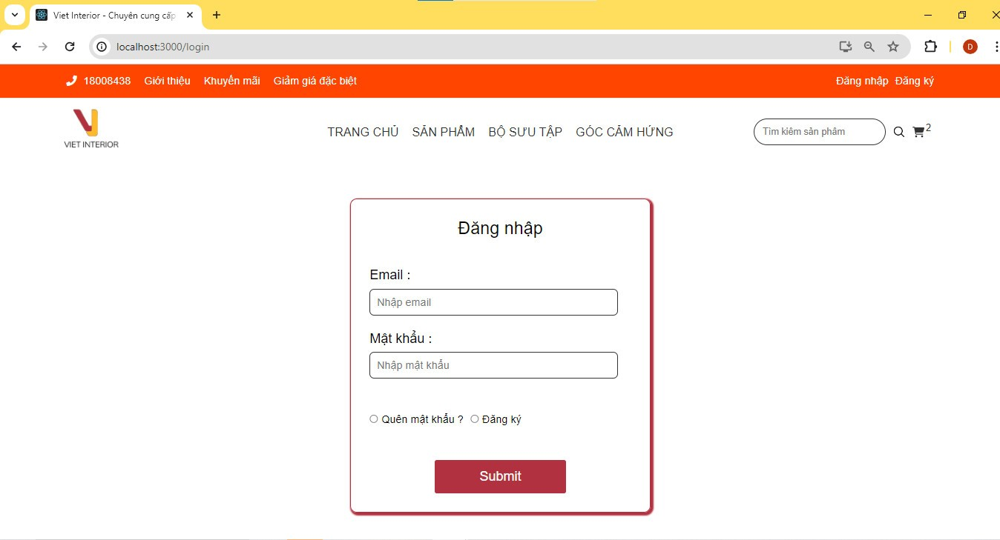 Viet Interior - Chuyên cung cấp
localhost:3000/login
D
18008438 Giới thiệu Khuyến mãi Giảm giá đặc biệt Đăng nhập Đăng ký
VIET INTERIOR
TRANG CHỦ SẢN PHẨM BỘ SƯU TẬP GÓC CẢM HỨNG
Tìm kiếm sản phẩm
2
Đăng nhập
Email :
Nhập email
Mật khẩu :
Nhập mật khẩu
Quên mật khẩu ? Đăng ký
Submit